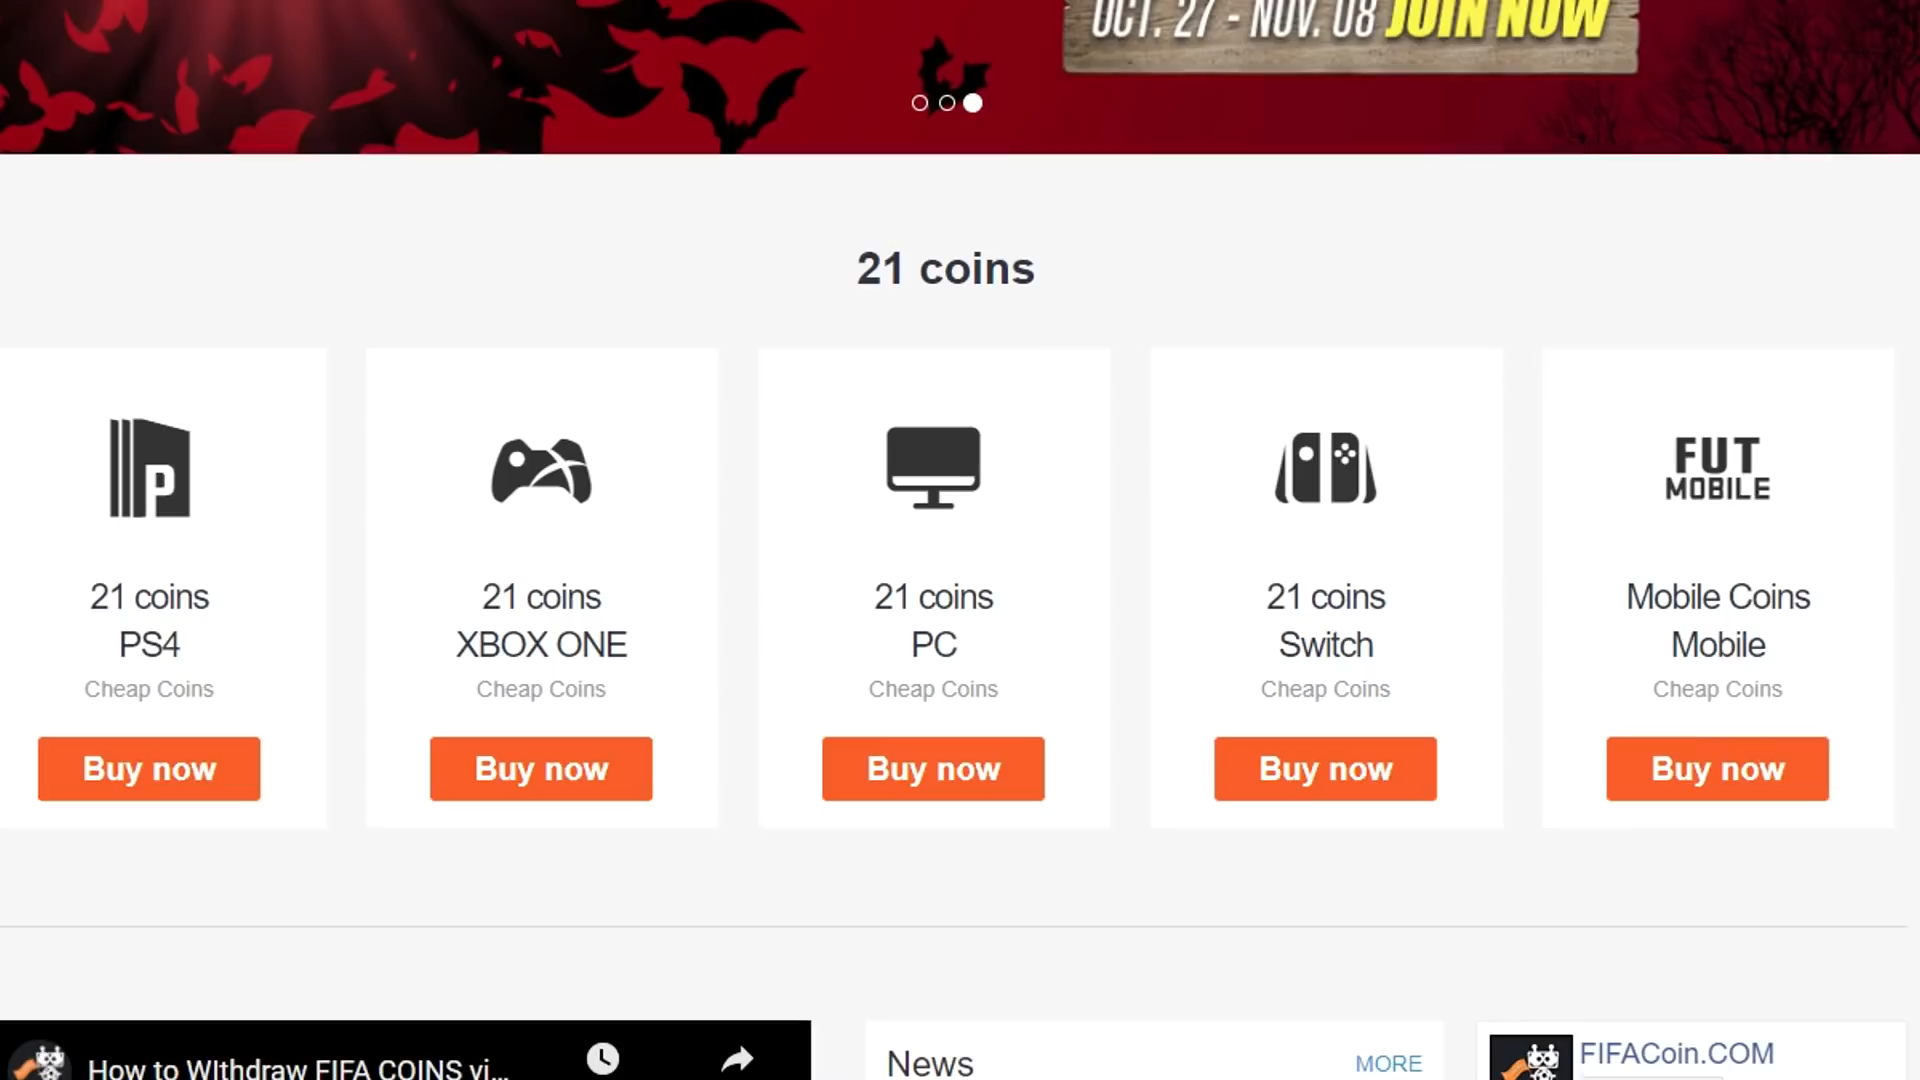 OCT. 27 - NOV. 08 JOIN NOW
21 coins
P
FUT
MOBILE
21 coins
PS4
Cheap Coins
Buy now
21 coins
XBOX ONE
Cheap Coins
Buy now
21 coins
PC
Cheap Coins
Buy now
21 coins
Switch
Cheap Coins
Buy now
Mobile Coins
Mobile
Cheap Coins
Buy now
How to WIthdraw FIFA COINS vi...
News
MORE
FIFACoin.COM